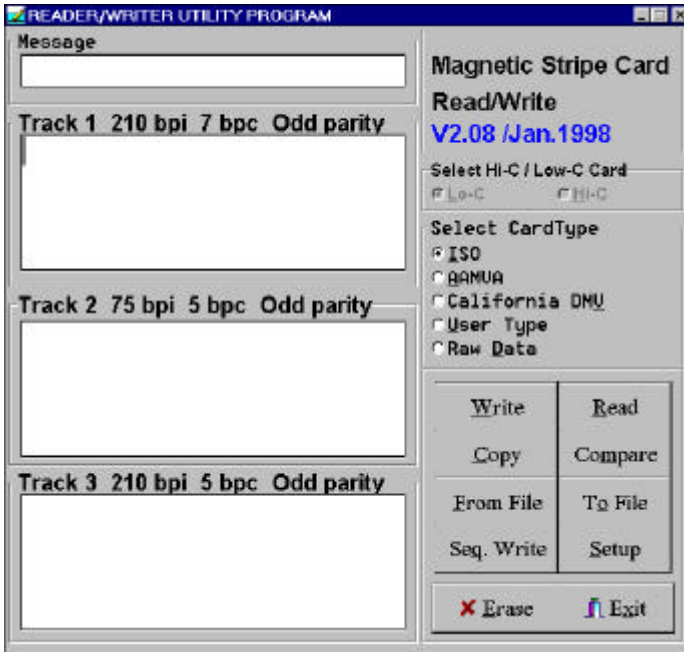 READER/WRITER UTILITY PROGRAM
Message
Track 1 210 bpi 7 bpc Odd parity
Track 2 75 bpi 5 bpc Odd parity
Track 3 210 bpi 5 bpc Odd parity
Magnetic Stripe Card
Read/Write
V2.08 /Jan.1998
Select Hi-C / Low-C Card
Lo-C Hi-C
Select CardType
ISO
AAMVA
California DMV
User Type
Raw Data
Write Read
Copy Compare
From File To File
Seq. Write Setup
Erase Exit